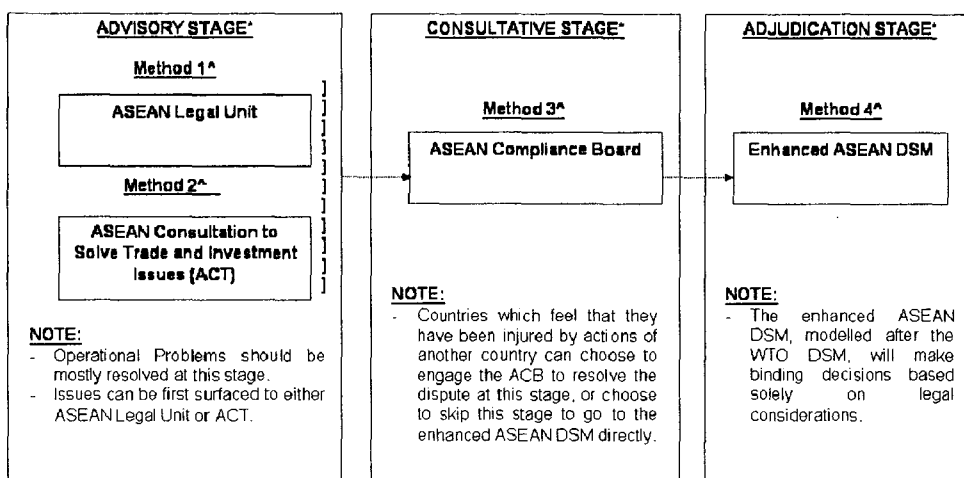 ADVISORY STAGE*
Method 1^
ASEAN Legal Unit
Method 2^
ASEAN Consultation to
Solve Trade and Investment
Issues (ACT)
NOTE:
- Operational Problems should be
mostly resolved at this stage.
- Issues can be first surfaced to either
ASEAN Legal Unit or ACT.
CONSULTATIVE STAGE*
Method 3^
ASEAN Compliance Board
NOTE:
- Countries which feel that they
have been injured by actions of
another country can choose to
engage the ACB to resolve the
dispute at this stage, or choose
to skip this stage to go to the
enhanced ASEAN DSM directly.
ADJUDICATION STAGE*
Method 4^
Enhanced ASEAN DSM
NOTE:
- The enhanced ASEAN
DSM, modelled after the
WTO DSM, will make
binding decisions based
solely on legal
considerations.